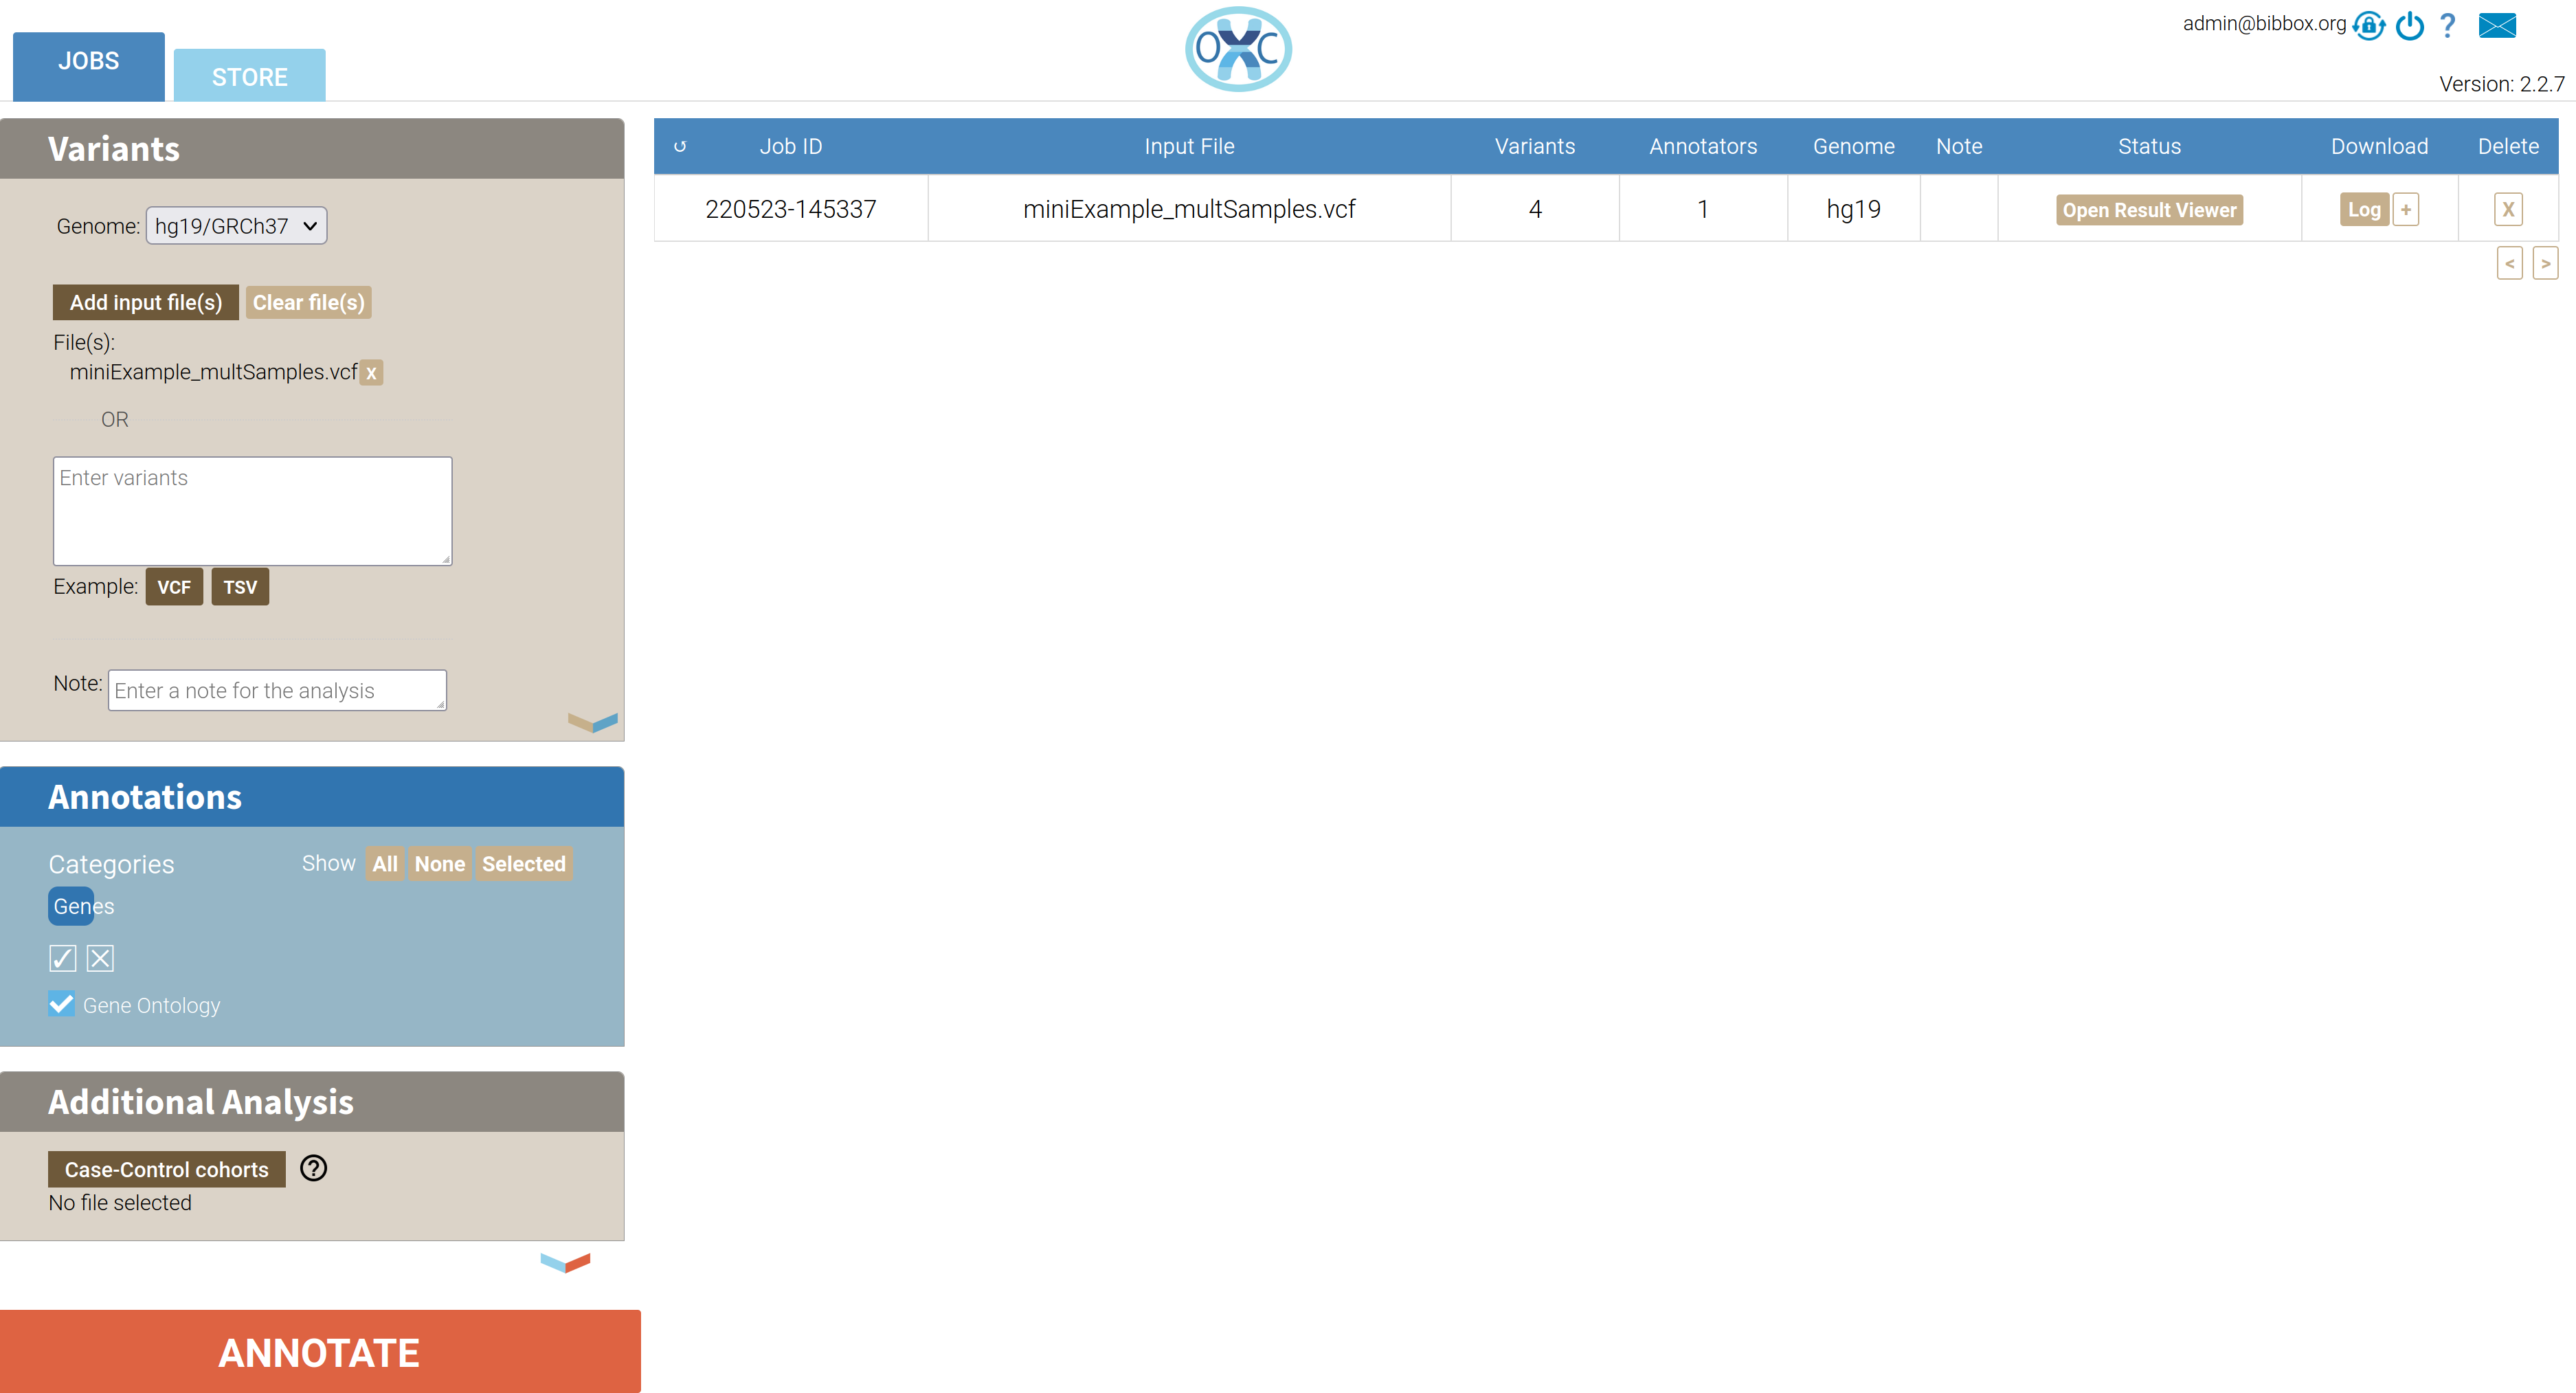 JOBS
STORE
OXC
admin@bibbox.org
?
Version: 2.2.7
Variants
Genome: hg19/GRCh37
Add input file(s) Clear file(s)
File(s):
miniExample_multSamples.vcf x
OR
Enter variants
Example: VCF TSV
Note: Enter a note for the analysis
Annotations
Categories Show All None Selected
Genes
Gene Ontology
Additional Analysis
Case-Control cohorts ?
No file selected
ANNOTATE
↺ Job ID Input File Variants Annotators Genome Note Status Download Delete
220523-145337 miniExample_multSamples.vcf 4 1 hg19 Open Result Viewer Log + X
< >